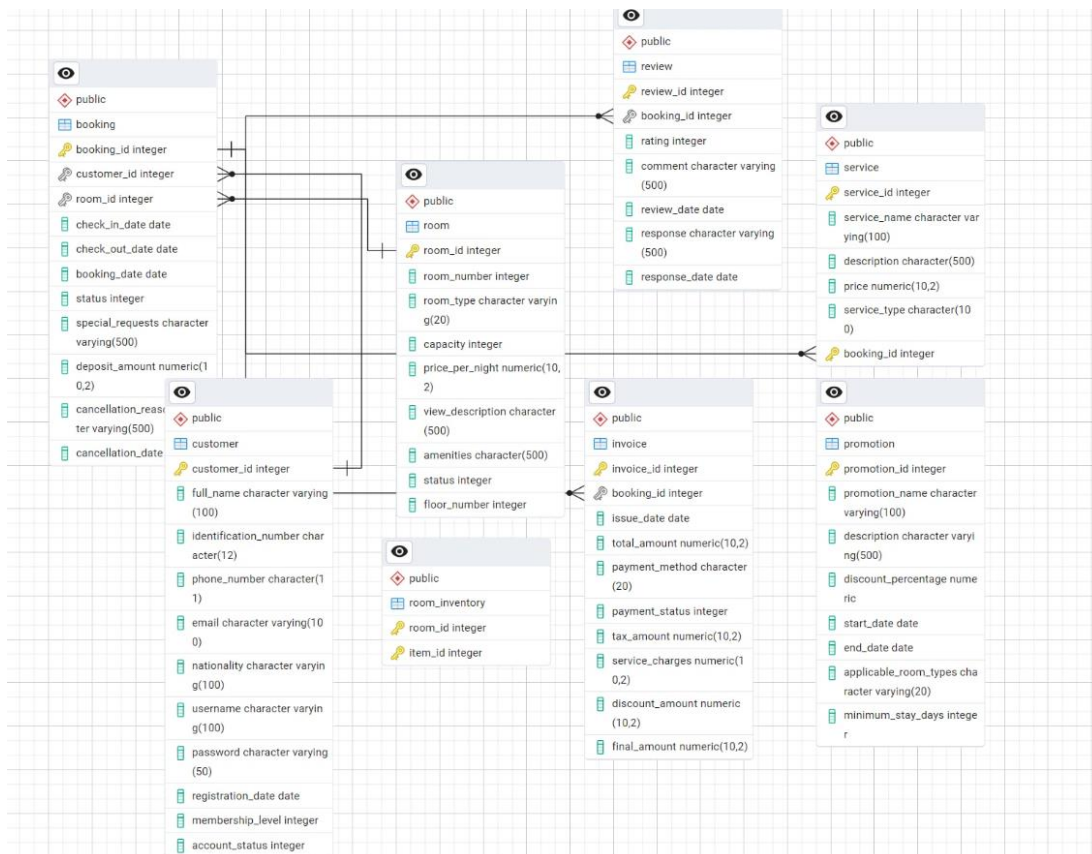 public
booking
booking_id integer
customer_id integer
room_id integer
check_in_date date
check_out_date date
booking_date date
status integer
special_requests character
varying(500)
deposit_amount numeric(1
0,2)
cancellation_reas
ter varying(500)
cancellation_date
public
customer
customer_id integer
full_name character varying
(100)
identification_number char
acter(12)
phone_number character(1
1)
email character varying(10
0)
nationality character varyin
g(100)
username character varyin
g(100)
password character varying
(50)
registration_date date
membership_level integer
account_status integer
public
room
room_id integer
room_number integer
room_type character varyin
g(20)
capacity integer
price_per_night numeric(10,
2)
view_description character
(500)
amenities character(500)
status integer
floor_number integer
public
room_inventory
room_id integer
item_id integer
public
review
review_id integer
booking_id integer
rating integer
comment character varying
(500)
review_date date
response character varying
(500)
response_date date
public
invoice
invoice_id integer
booking_id integer
issue_date date
total_amount numeric(10,2)
payment_method character
(20)
payment_status integer
tax_amount numeric(10,2)
service_charges numeric(1
0,2)
discount_amount numeric
(10,2)
final_amount numeric(10,2)
public
service
service_id integer
service_name character var
ying(100)
description character(500)
price numeric(10,2)
service_type character(10
0)
booking_id integer
public
promotion
promotion_id integer
promotion_name character
varying(100)
description character varyi
ng(500)
discount_percentage nume
ric
start_date date
end_date date
applicable_room_types cha
racter varying(20)
minimum_stay_days intege
r